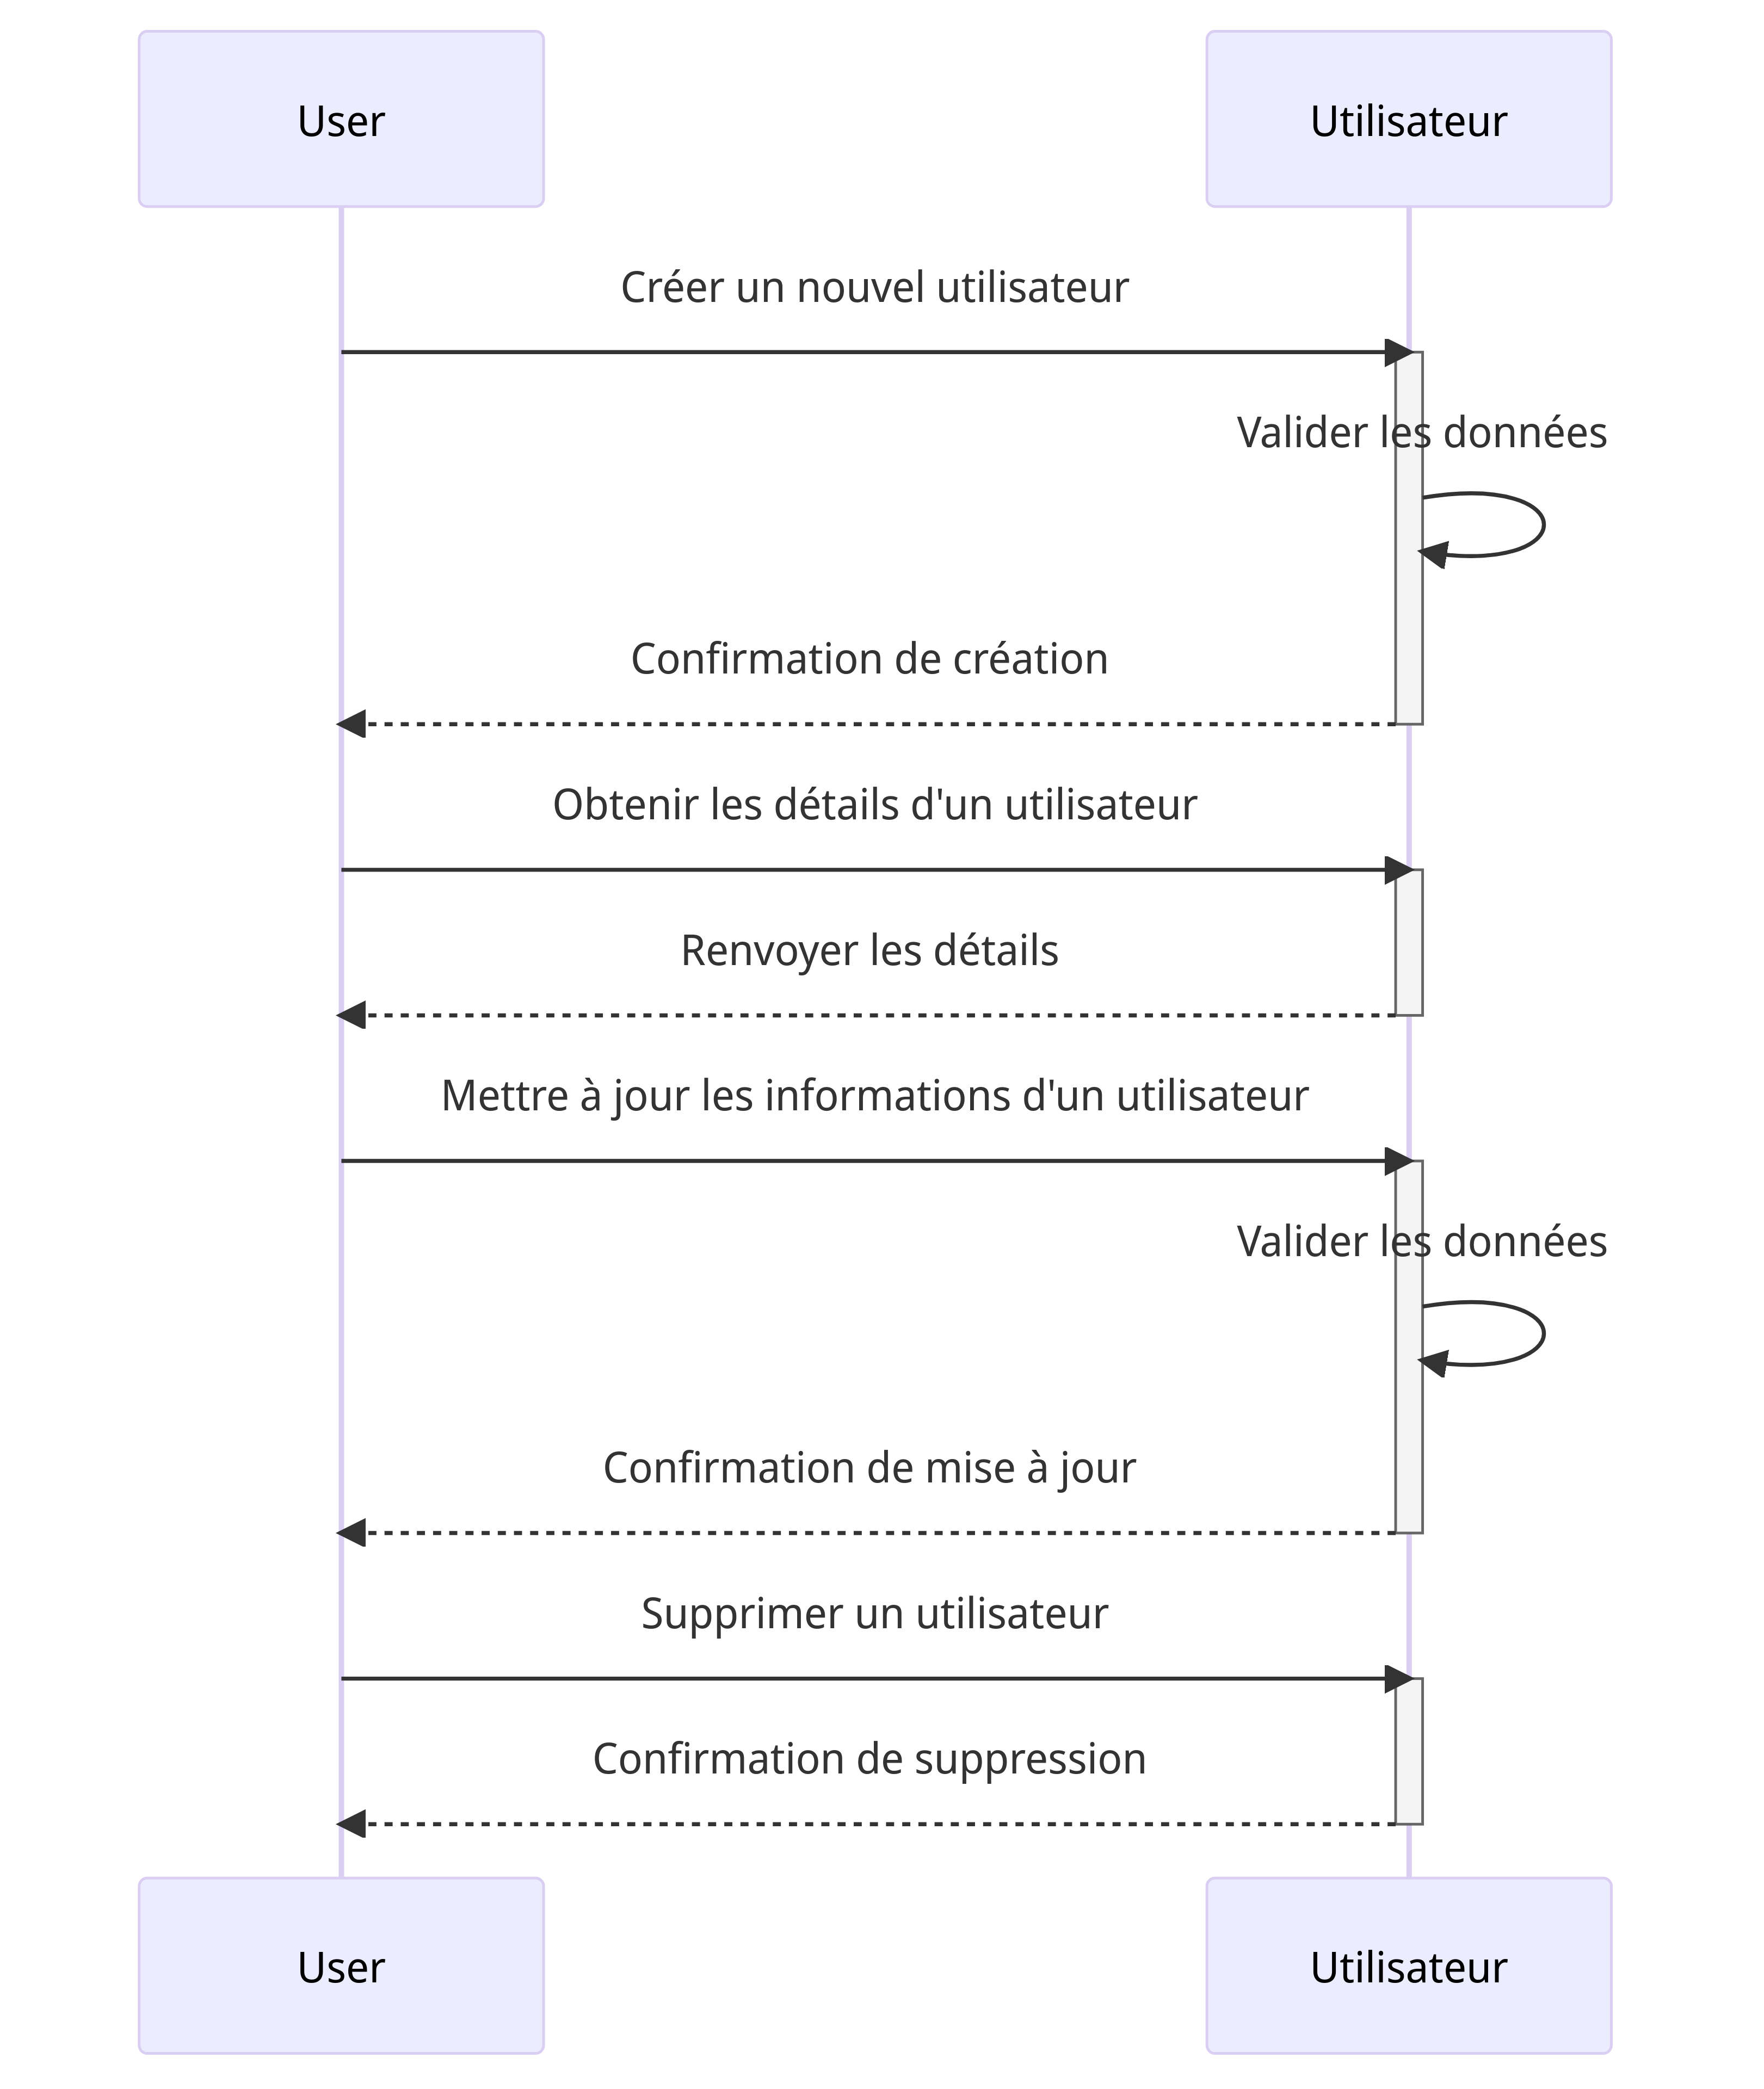 User
Utilisateur
Créer un nouvel utilisateur
Valider les données
Confirmation de création
Obtenir les détails d'un utilisateur
Renvoyer les détails
Mettre à jour les informations d'un utilisateur
Valider les données
Confirmation de mise à jour
Supprimer un utilisateur
Confirmation de suppression
User
Utilisateur